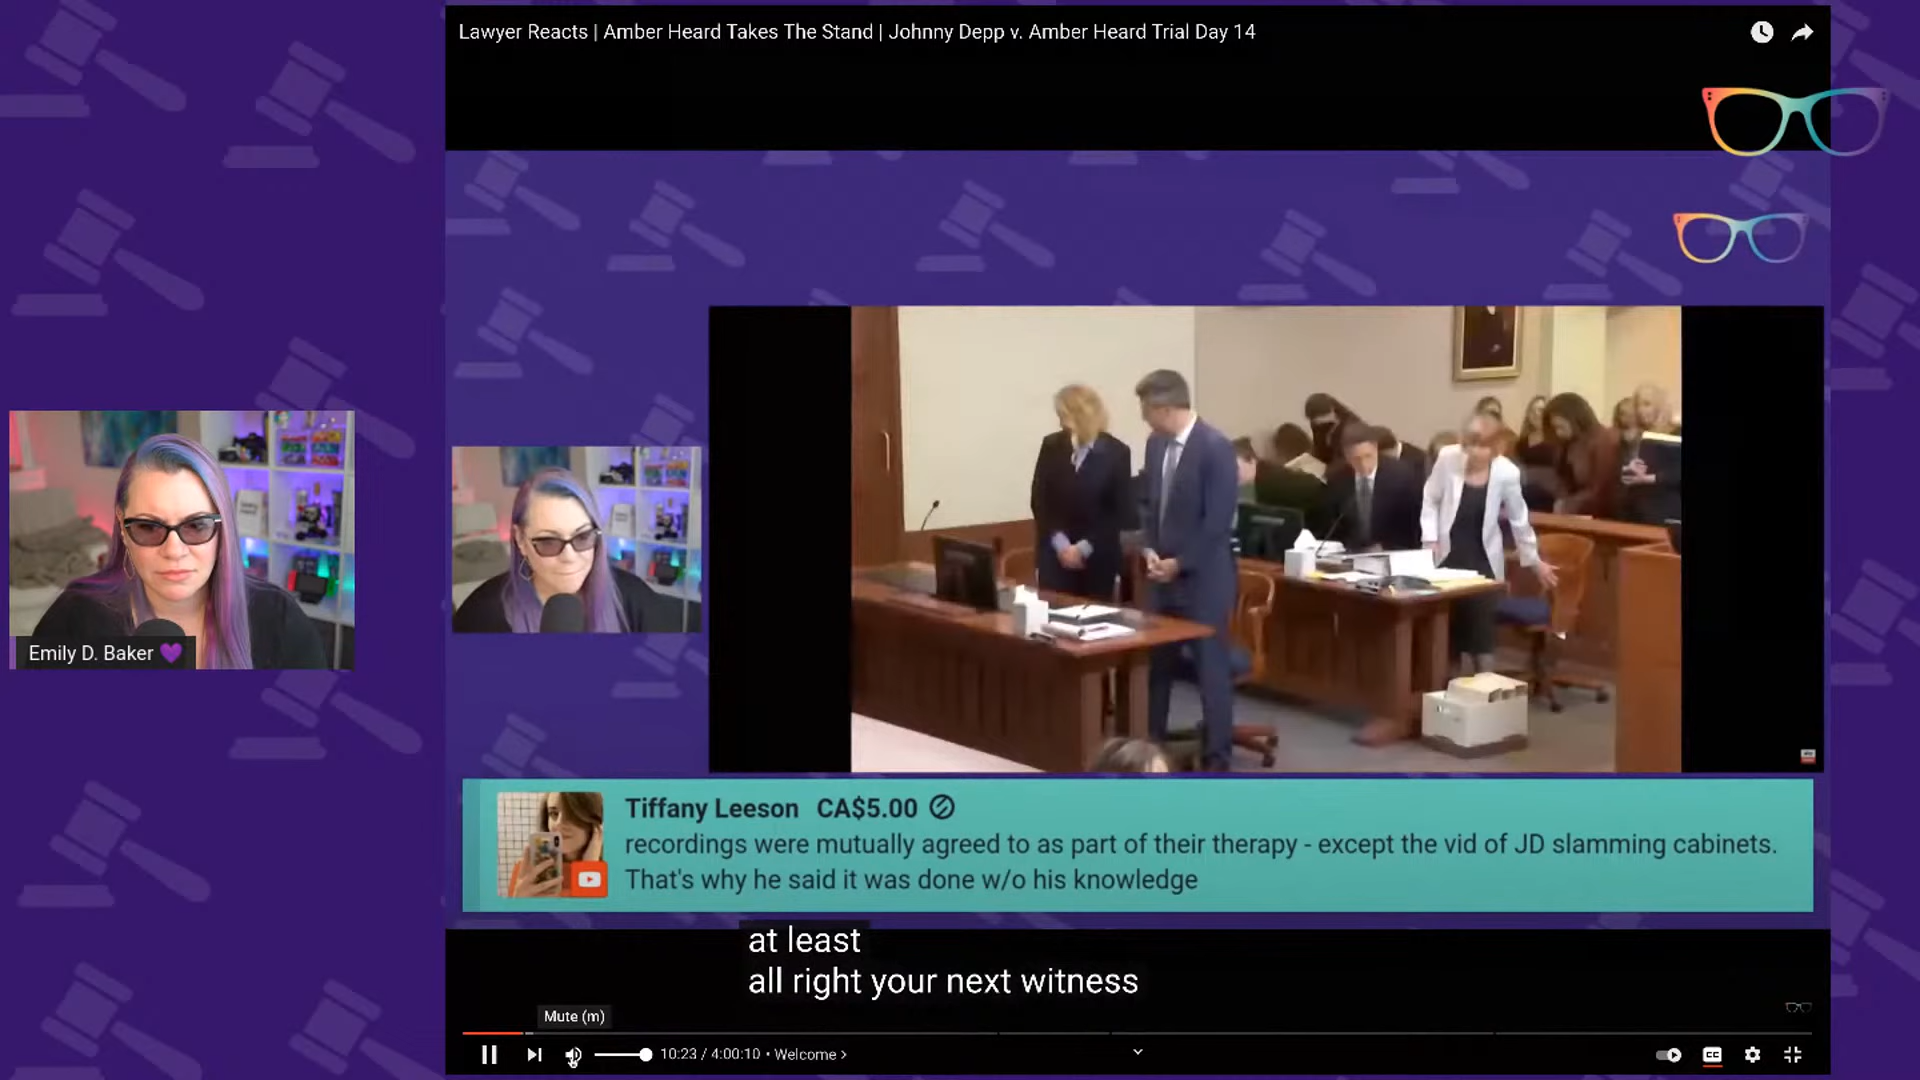 Lawyer Reacts | Amber Heard Takes The Stand | Johnny Depp v. Amber Heard Trial Day 14
Emily D. Baker 💜
Tiffany Leeson CA$5.00
recordings were mutually agreed to as part of their therapy - except the vid of JD slamming cabinets.
That's why he said it was done w/o his knowledge
at least
all right your next witness
Mute (m)
10:23 / 4:00:10 • Welcome ›
CC